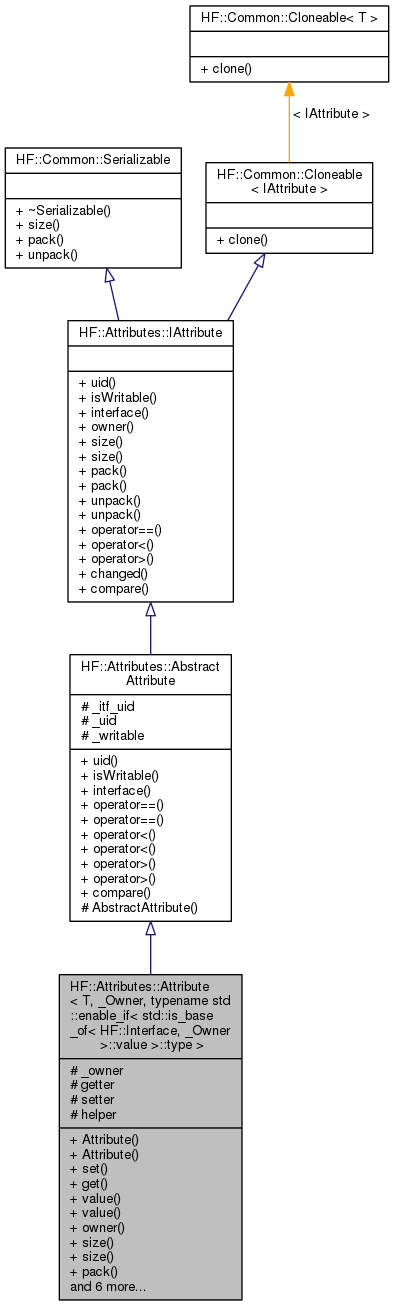 HF::Common::Cloneable< T >
+ clone()
< IAttribute >
HF::Common::Serializable
+ ~Serializable()
+ size()
+ pack()
+ unpack()
HF::Common::Cloneable
< IAttribute >
+ clone()
HF::Attributes::IAttribute
+ uid()
+ isWritable()
+ interface()
+ owner()
+ size()
+ size()
+ pack()
+ pack()
+ unpack()
+ unpack()
+ operator==()
+ operator<()
+ operator>()
+ changed()
+ compare()
HF::Attributes::Abstract
Attribute
# _itf_uid
# _uid
# _writable
+ uid()
+ isWritable()
+ interface()
+ operator==()
+ operator==()
+ operator<()
+ operator<()
+ operator>()
+ operator>()
+ compare()
# AbstractAttribute()
HF::Attributes::Attribute
< T, _Owner, typename std
::enable_if< std::is_base
_of< HF::Interface, _Owner
>::value >::type >
# _owner
# getter
# setter
# helper
+ Attribute()
+ Attribute()
+ set()
+ get()
+ value()
+ value()
+ owner()
+ size()
+ size()
+ pack()
and 6 more...